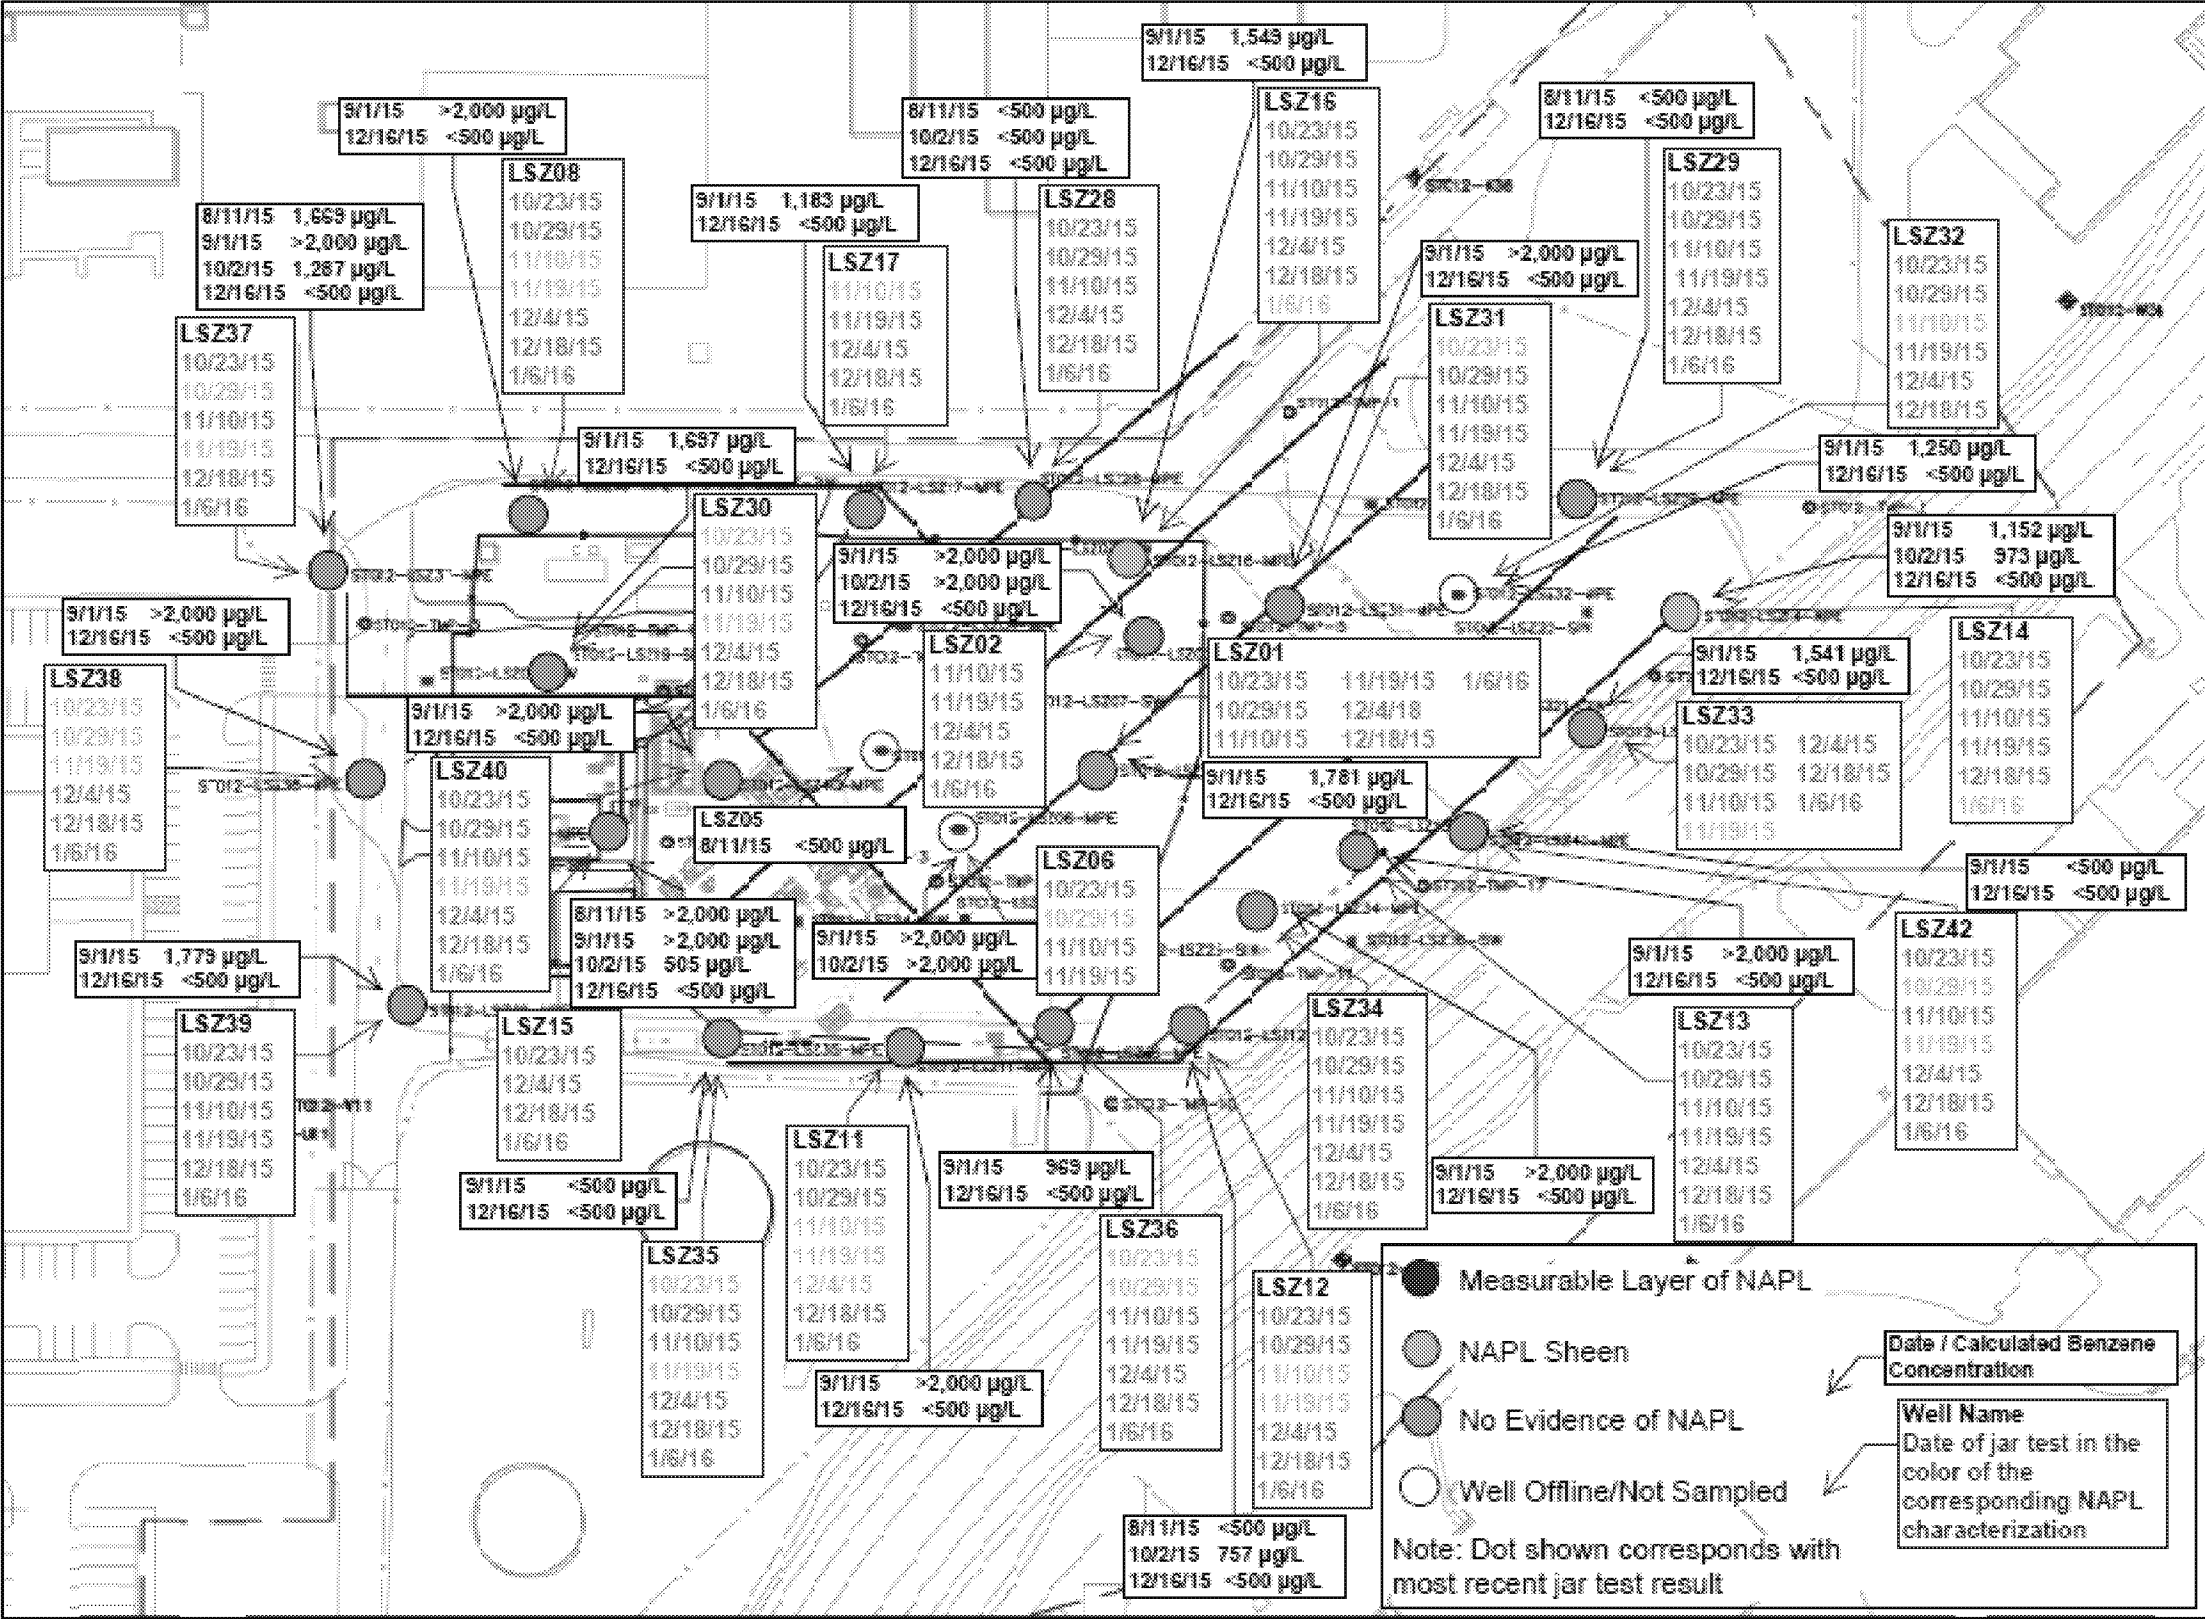 9/1/15 1,549 µg/L
12/16/15 <500 µg/L
LSZ16
10/23/15
10/29/15
11/10/15
11/19/15
12/4/15
12/18/15
1/6/16
9/1/15 >2,000 µg/L
12/16/15 <500 µg/L
LSZ08
10/23/15
10/29/15
11/10/15
11/19/15
12/4/15
12/18/15
1/6/16
8/11/15 <500 µg/L
10/2/15 <500 µg/L
12/16/15 <500 µg/L
LSZ28
10/23/15
10/29/15
11/10/15
12/4/15
12/18/15
1/6/16
8/11/15 <500 µg/L
12/16/15 <500 µg/L
LSZ29
10/23/15
10/29/15
11/10/15
11/19/15
12/4/15
12/18/15
1/6/16
9/1/15 1,183 µg/L
12/16/15 <500 µg/L
LSZ17
11/10/15
11/19/15
12/4/15
12/18/15
1/6/16
8/11/15 1,669 µg/L
9/1/15 >2,000 µg/L
10/2/15 1,267 µg/L
12/16/15 <500 µg/L
LSZ37
10/23/15
10/29/15
11/10/15
11/19/15
12/18/15
1/6/16
9/1/15 >2,000 µg/L
12/16/15 <500 µg/L
LSZ31
10/23/15
10/29/15
11/10/15
11/19/15
12/4/15
12/18/15
1/6/16
LSZ32
10/23/15
10/29/15
11/10/15
11/19/15
12/4/15
12/18/15
9/1/15 1,250 µg/L
12/16/15 <500 µg/L
9/1/15 1,697 µg/L
12/16/15 <500 µg/L
LSZ30
10/23/15
10/29/15
11/10/15
11/19/15
12/4/15
12/18/15
1/6/16
9/1/15 >2,000 µg/L
10/2/15 >2,000 µg/L
12/16/15 <500 µg/L
LSZ02
11/10/15
11/19/15
12/4/15
12/18/15
1/6/16
9/1/15 1,152 µg/L
10/2/15 973 µg/L
12/16/15 <500 µg/L
LSZ14
10/23/15
10/29/15
11/10/15
11/19/15
12/18/15
1/6/16
9/1/15 >2,000 µg/L
12/16/15 <500 µg/L
LSZ38
10/23/15
10/29/15
11/19/15
12/4/15
12/18/15
1/6/16
LSZ01
10/23/15 11/19/15 1/6/16
10/29/15 12/4/18
11/10/15 12/18/15
9/1/15 1,781 µg/L
12/16/15 <500 µg/L
9/1/15 1,541 µg/L
12/16/15 <500 µg/L
LSZ33
10/23/15 12/4/15
10/29/15 12/18/15
11/10/15 1/6/16
11/19/15
9/1/15 >2,000 µg/L
12/16/15 <500 µg/L
LSZ40
10/23/15
10/29/15
11/10/15
11/19/15
12/4/15
12/18/15
1/6/16
LSZ05
8/11/15 <500 µg/L
LSZ06
10/23/15
10/29/15
11/10/15
11/19/15
9/1/15 >2,000 µg/L
10/2/15 >2,000 µg/L
8/11/15 >2,000 µg/L
9/1/15 >2,000 µg/L
10/2/15 505 µg/L
12/16/15 <500 µg/L
LSZ15
10/23/15
12/4/15
12/18/15
1/6/16
9/1/15 <500 µg/L
12/16/15 <500 µg/L
LSZ42
10/23/15
10/29/15
11/10/15
11/19/15
12/4/15
12/18/15
1/6/16
9/1/15 1,779 µg/L
12/16/15 <500 µg/L
LSZ39
10/23/15
10/29/15
11/10/15
11/19/15
12/18/15
1/6/16
9/1/15 >2,000 µg/L
12/16/15 <500 µg/L
LSZ13
10/23/15
10/29/15
11/10/15
11/19/15
12/4/15
12/18/15
1/6/16
LSZ34
10/23/15
10/29/15
11/10/15
11/19/15
12/4/15
12/18/15
1/6/16
9/1/15 >2,000 µg/L
12/16/15 <500 µg/L
9/1/15 <500 µg/L
12/16/15 <500 µg/L
LSZ35
10/23/15
10/29/15
11/10/15
11/19/15
12/4/15
12/18/15
1/6/16
LSZ11
10/23/15
10/29/15
11/10/15
11/19/15
12/4/15
12/18/15
1/6/16
9/1/15 >2,000 µg/L
12/16/15 <500 µg/L
9/1/15 969 µg/L
12/16/15 <500 µg/L
LSZ36
10/23/15
10/29/15
11/10/15
11/19/15
12/4/15
12/18/15
1/6/16
LSZ12
10/23/15
10/29/15
11/10/15
11/19/15
12/4/15
12/18/15
1/6/16
8/11/15 <500 µg/L
10/2/15 757 µg/L
12/16/15 <500 µg/L
Measurable Layer of NAPL
NAPL Sheen
No Evidence of NAPL
Well Offline/Not Sampled
Note: Dot shown corresponds with
most recent jar test result
Date / Calculated Benzene
Concentration
Well Name
Date of jar test in the
color of the
corresponding NAPL
characterization